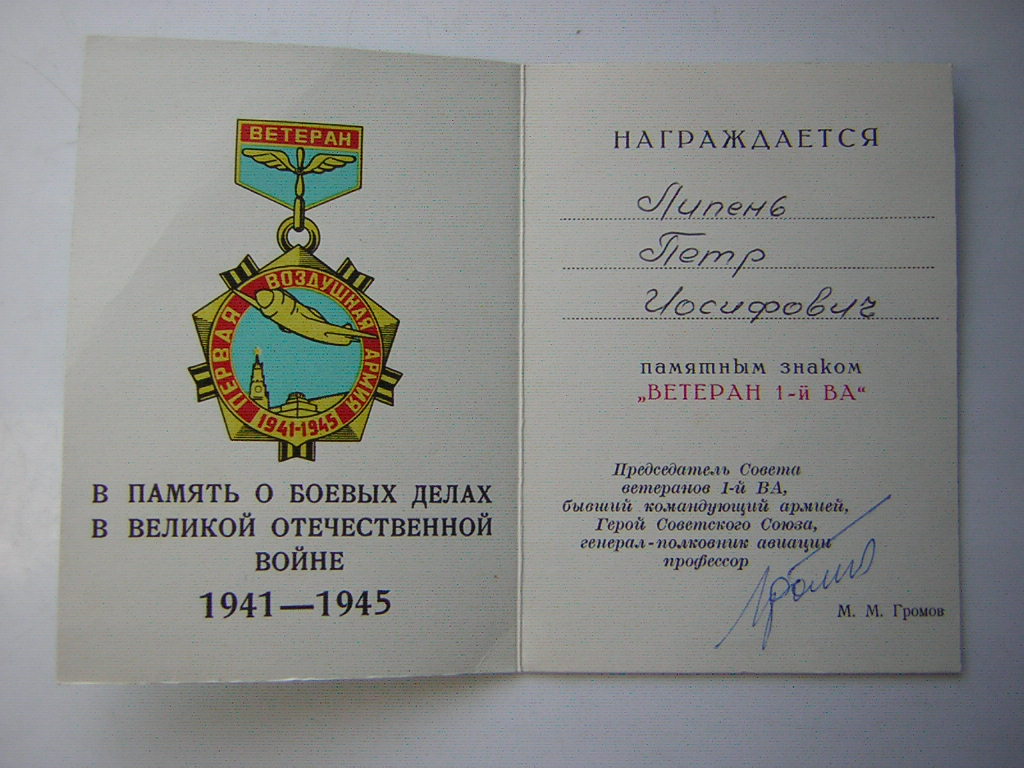 ВЕТЕРАН
ПЕРВАЯ ВОЗДУШНАЯ АРМИЯ
1941-1945
В ПАМЯТЬ О БОЕВЫХ ДЕЛАХ
В ВЕЛИКОЙ ОТЕЧЕСТВЕННОЙ
ВОЙНЕ
1941—1945
НАГРАЖДАЕТСЯ
Липень
Петр
Иосифович
памятным знаком
„ВЕТЕРАН 1-й ВА“
Председатель Совета
ветеранов 1-й ВА,
бывший командующий армией,
Герой Советского Союза,
генерал-полковник авиации
профессор
М. М. Громов